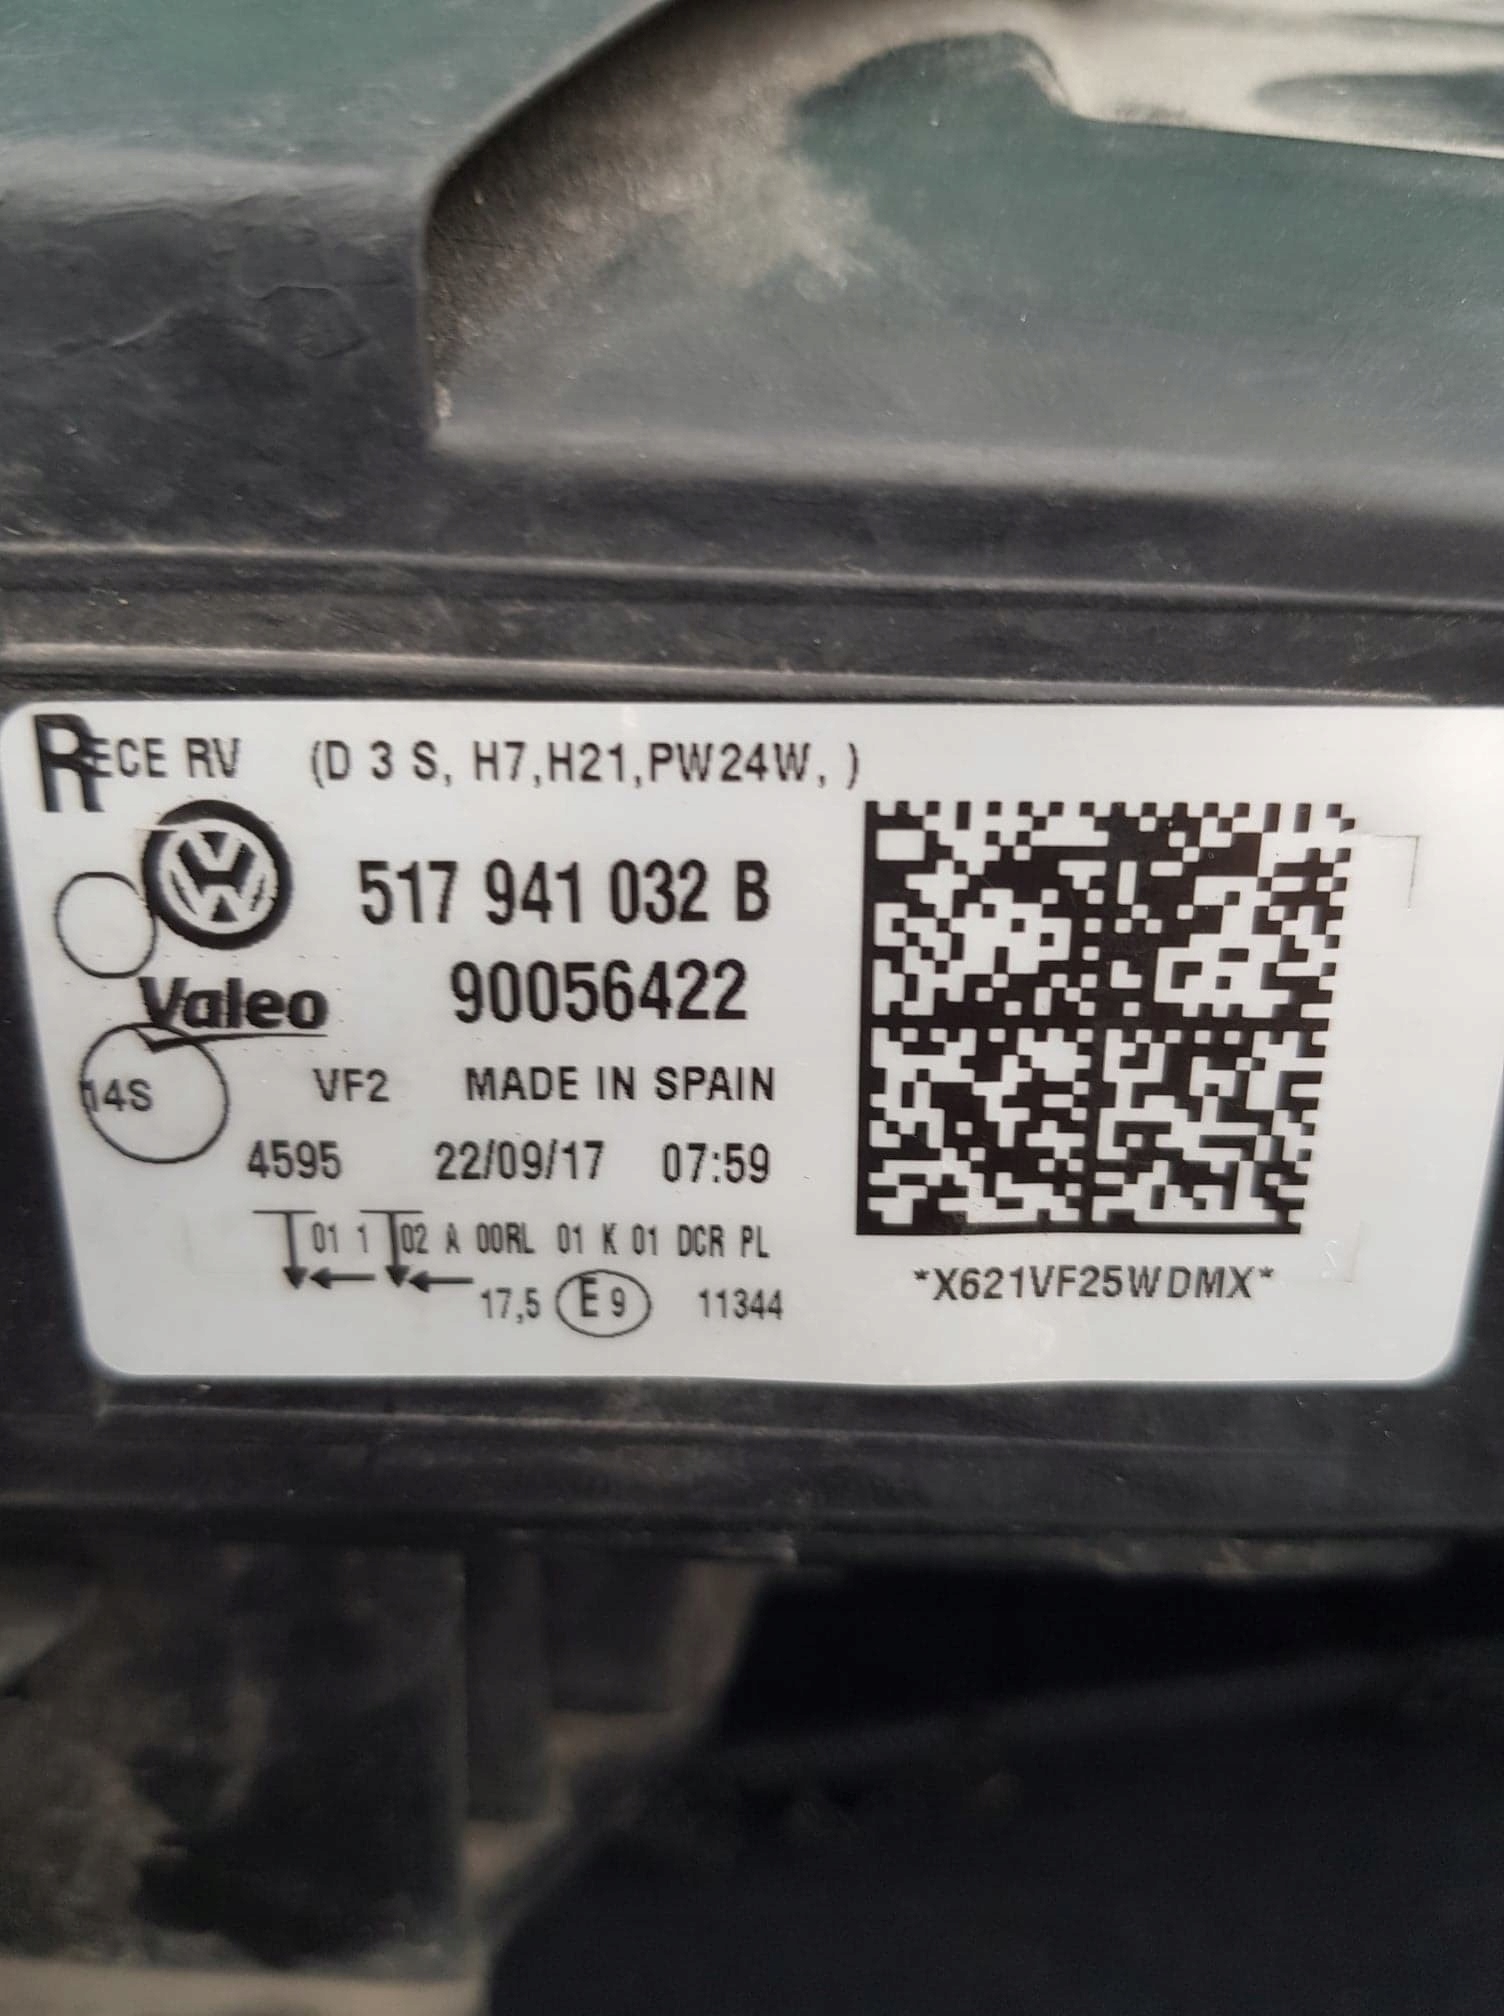 RECE RV (D 3 S, H7,H21,PW24W, )
517 941 032 B
Valeo 90056422
14S VF2 MADE IN SPAIN
4595 22/09/17 07:59
01 1 02 A 00RL 01 K 01 DCR PL
17,5 E9 11344
*X621VF25WDMX*